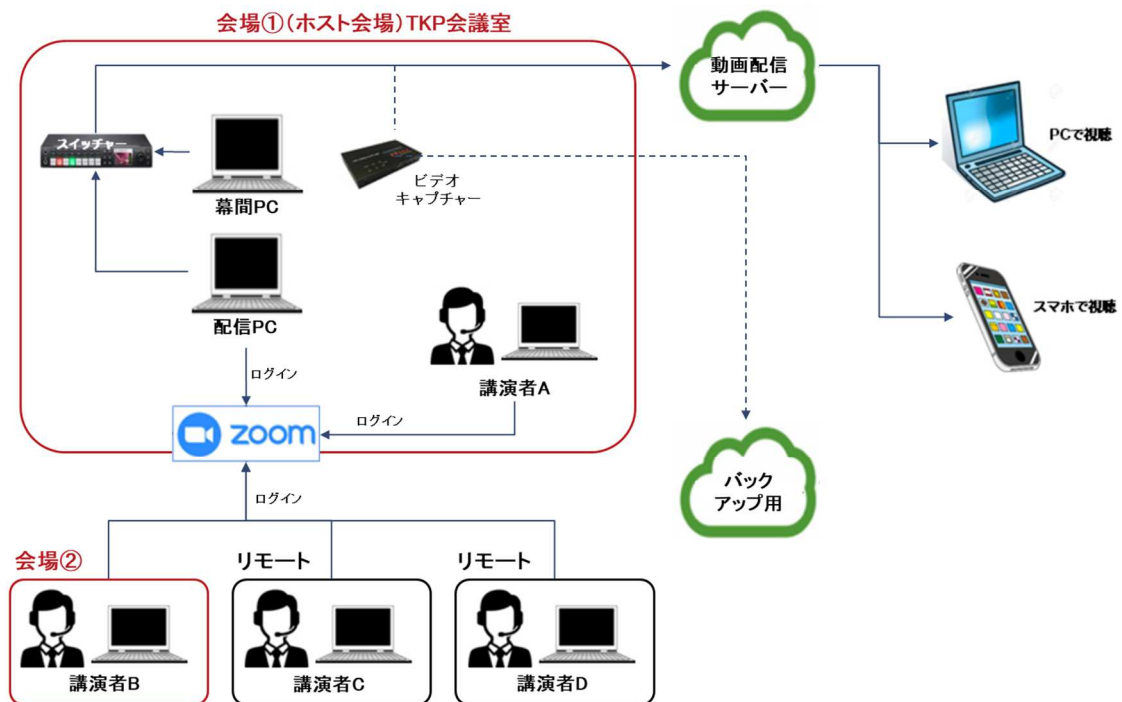 会場①(ホスト会場)TKP会議室
動画配信
サーバー
スイッチャー
幕間PC
ビデオ
キャプチャー
PCで視聴
配信PC
スマホで視聴
講演者A
ログイン
ログイン
zoom
ログイン
バック
アップ用
会場②
リモート
リモート
講演者B
講演者C
講演者D